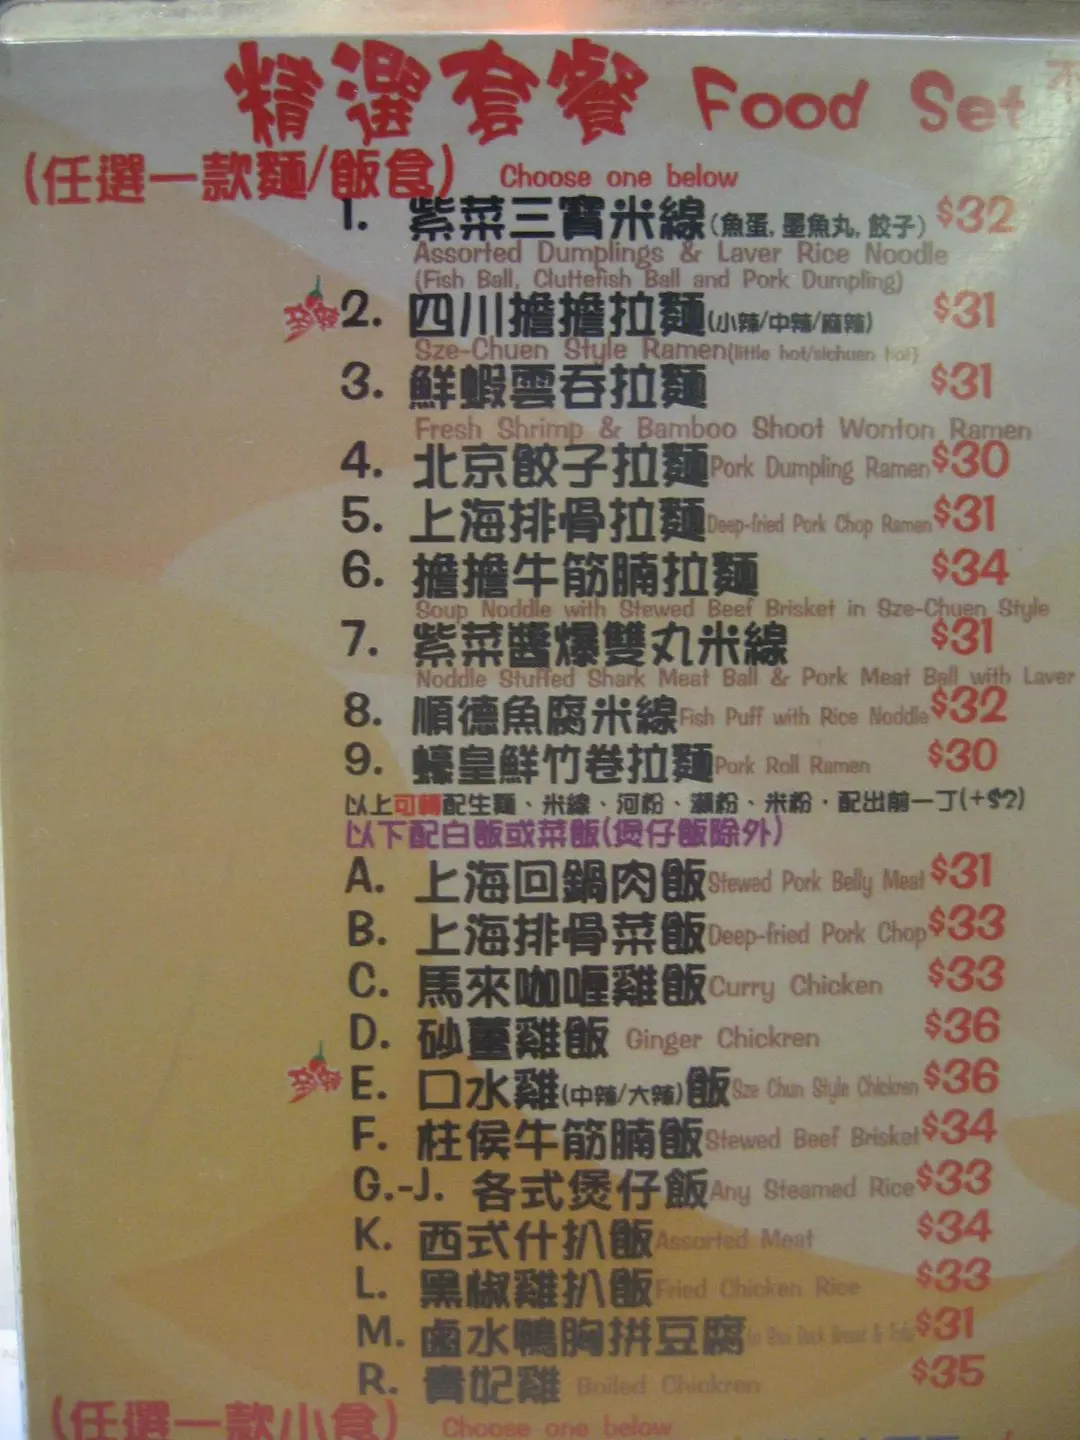 精選套餐 Food Set 不
(任選一款麵/飯食) Choose one below
1. 紫菜三寶米線(魚蛋, 墨魚丸, 餃子) $32
Assorted Dumplings & Laver Rice Noodle
(Fish Ball, Cluttefish Ball and Pork Dumpling)
2. 四川擔擔拉麵(小辣/中辣/麻辣) $31
Sze-Chuen Style Ramen(little hot/sichuen hot)
3. 鮮蝦雲吞拉麵 $31
Fresh Shrimp & Bamboo Shoot Wonton Ramen
4. 北京餃子拉麵 Pork Dumpling Ramen $30
5. 上海排骨拉麵 Deep-fried Pork Chop Ramen $31
6. 擔擔牛筋腩拉麵 $34
Soup Noddle with Stewed Beef Brisket in Sze-Chuen Style
7. 紫菜醬爆雙丸米線 $31
Noddle Stuffed Shark Meat Ball & Pork Meat Ball with Laver
8. 順德魚腐米線 Fish Puff with Rice Noddle $32
9. 蠔皇鮮竹卷拉麵 Pork Roll Ramen $30
以上可轉配生麵、米線、河粉、瀨粉、米粉．配出前一丁(+$2)
以下配白飯或菜飯(煲仔飯除外)
A. 上海回鍋肉飯 Stewed Pork Belly Meat $31
B. 上海排骨菜飯 Deep-fried Pork Chop $33
C. 馬來咖喱雞飯 Curry Chicken $33
D. 砂薑雞飯 Ginger Chickren $36
E. 口水雞(中辣/大辣)飯 Sze Chun Style Chickren $36
F. 柱侯牛筋腩飯 Stewed Beef Brisket $34
G.-J. 各式煲仔飯 Any Steamed Rice $33
K. 西式什扒飯 Assorted Meat $34
L. 黑椒雞扒飯 Fried Chicken Rice $33
M. 鹵水鴨胸拼豆腐 $31
R. 貴妃雞 Boiled Chickren $35
(任選一款小食) Choose one below